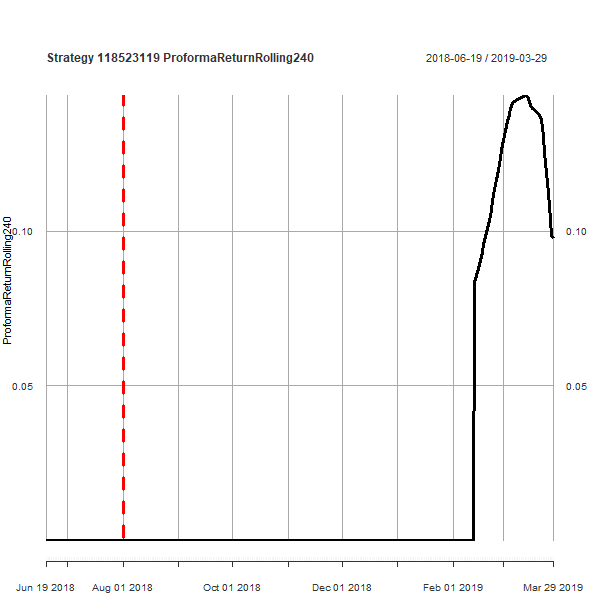 Strategy 118523119 ProformaReturnRolling240
2018-06-19 / 2019-03-29
ProformaReturnRolling240
0.10
0.10
0.05
0.05
Jun 19 2018
Aug 01 2018
Oct 01 2018
Dec 01 2018
Feb 01 2019
Mar 29 2019